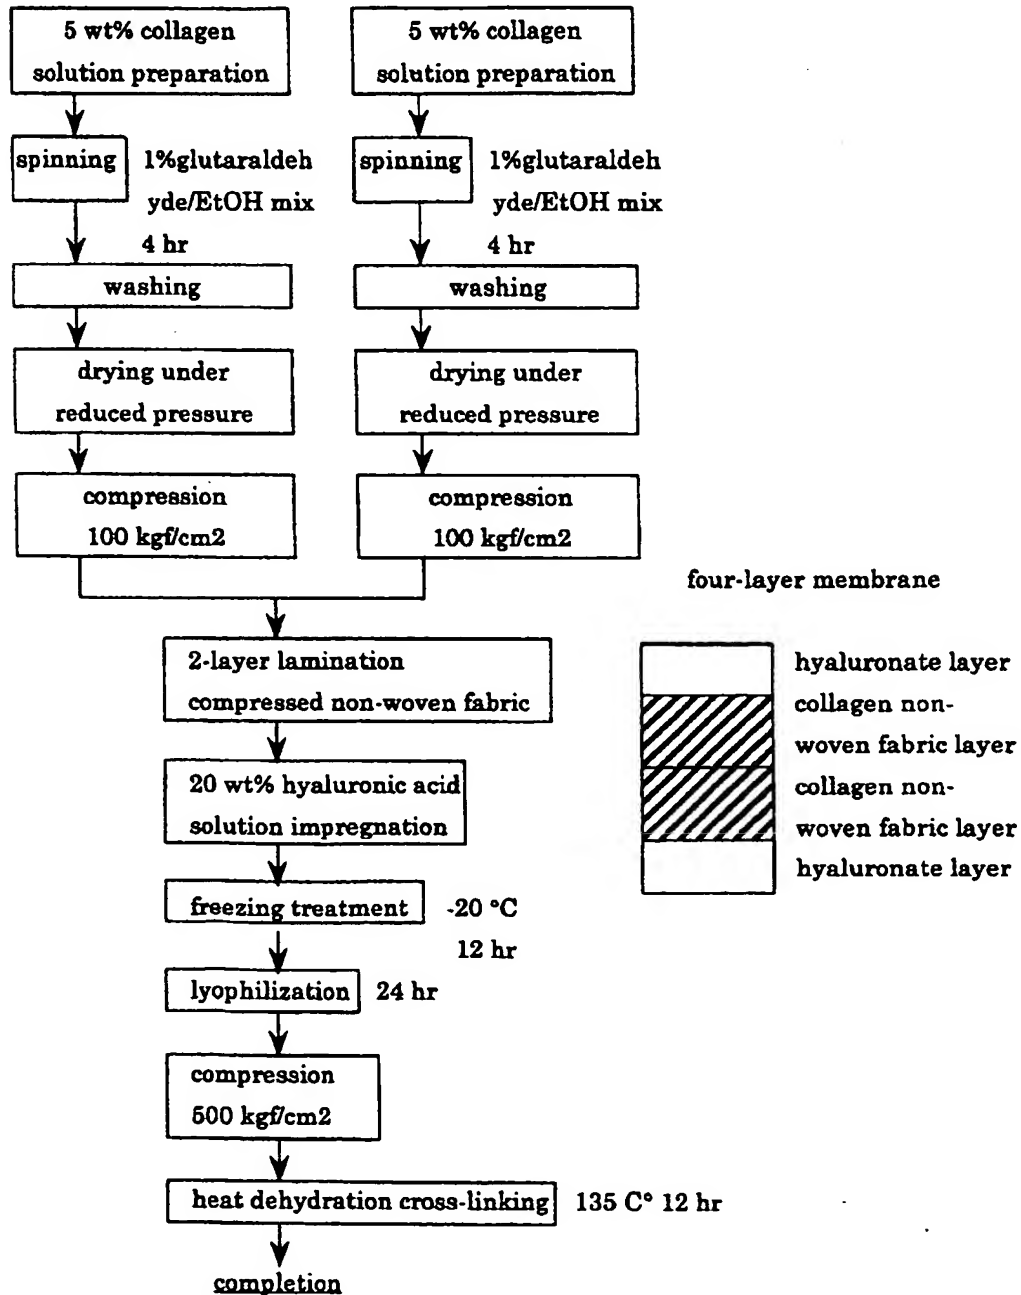 5 wt% collagen
solution preparation
spinning
1%glutaraldeh
yde/EtOH mix
4 hr
washing
drying under
reduced pressure
compression
100 kgf/cm2
5 wt% collagen
solution preparation
spinning
1%glutaraldeh
yde/EtOH mix
4 hr
washing
drying under
reduced pressure
compression
100 kgf/cm2
2-layer lamination
compressed non-woven fabric
20 wt% hyaluronic acid
solution impregnation
freezing treatment
-20 °C
12 hr
lyophilization
24 hr
compression
500 kgf/cm2
heat dehydration cross-linking
135 C° 12 hr
completion
four-layer membrane
hyaluronate layer
collagen non-
woven fabric layer
collagen non-
woven fabric layer
hyaluronate layer